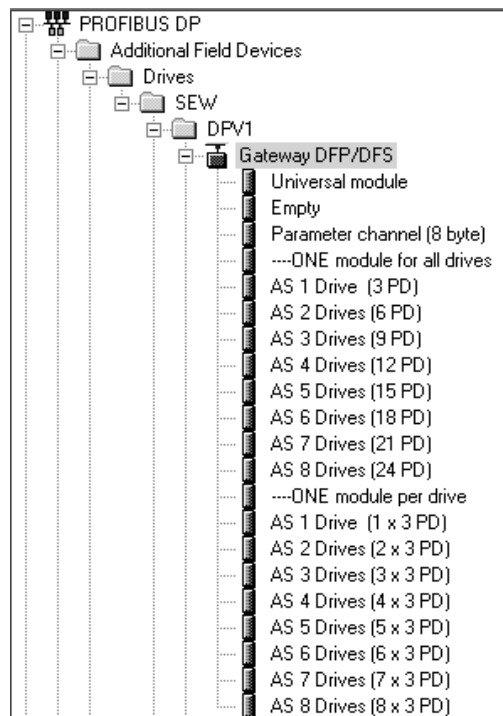 PROFIBUS DP
Additional Field Devices
Drives
SEW
DPV1
Gateway DFP/DFS
Universal module
Empty
Parameter channel (8 byte)
----ONE module for all drives
AS 1 Drive (3 PD)
AS 2 Drives (6 PD)
AS 3 Drives (9 PD)
AS 4 Drives (12 PD)
AS 5 Drives (15 PD)
AS 6 Drives (18 PD)
AS 7 Drives (21 PD)
AS 8 Drives (24 PD)
----ONE module per drive
AS 1 Drive (1 x 3 PD)
AS 2 Drives (2 x 3 PD)
AS 3 Drives (3 x 3 PD)
AS 4 Drives (4 x 3 PD)
AS 5 Drives (5 x 3 PD)
AS 6 Drives (6 x 3 PD)
AS 7 Drives (7 x 3 PD)
AS 8 Drives (8 x 3 PD)